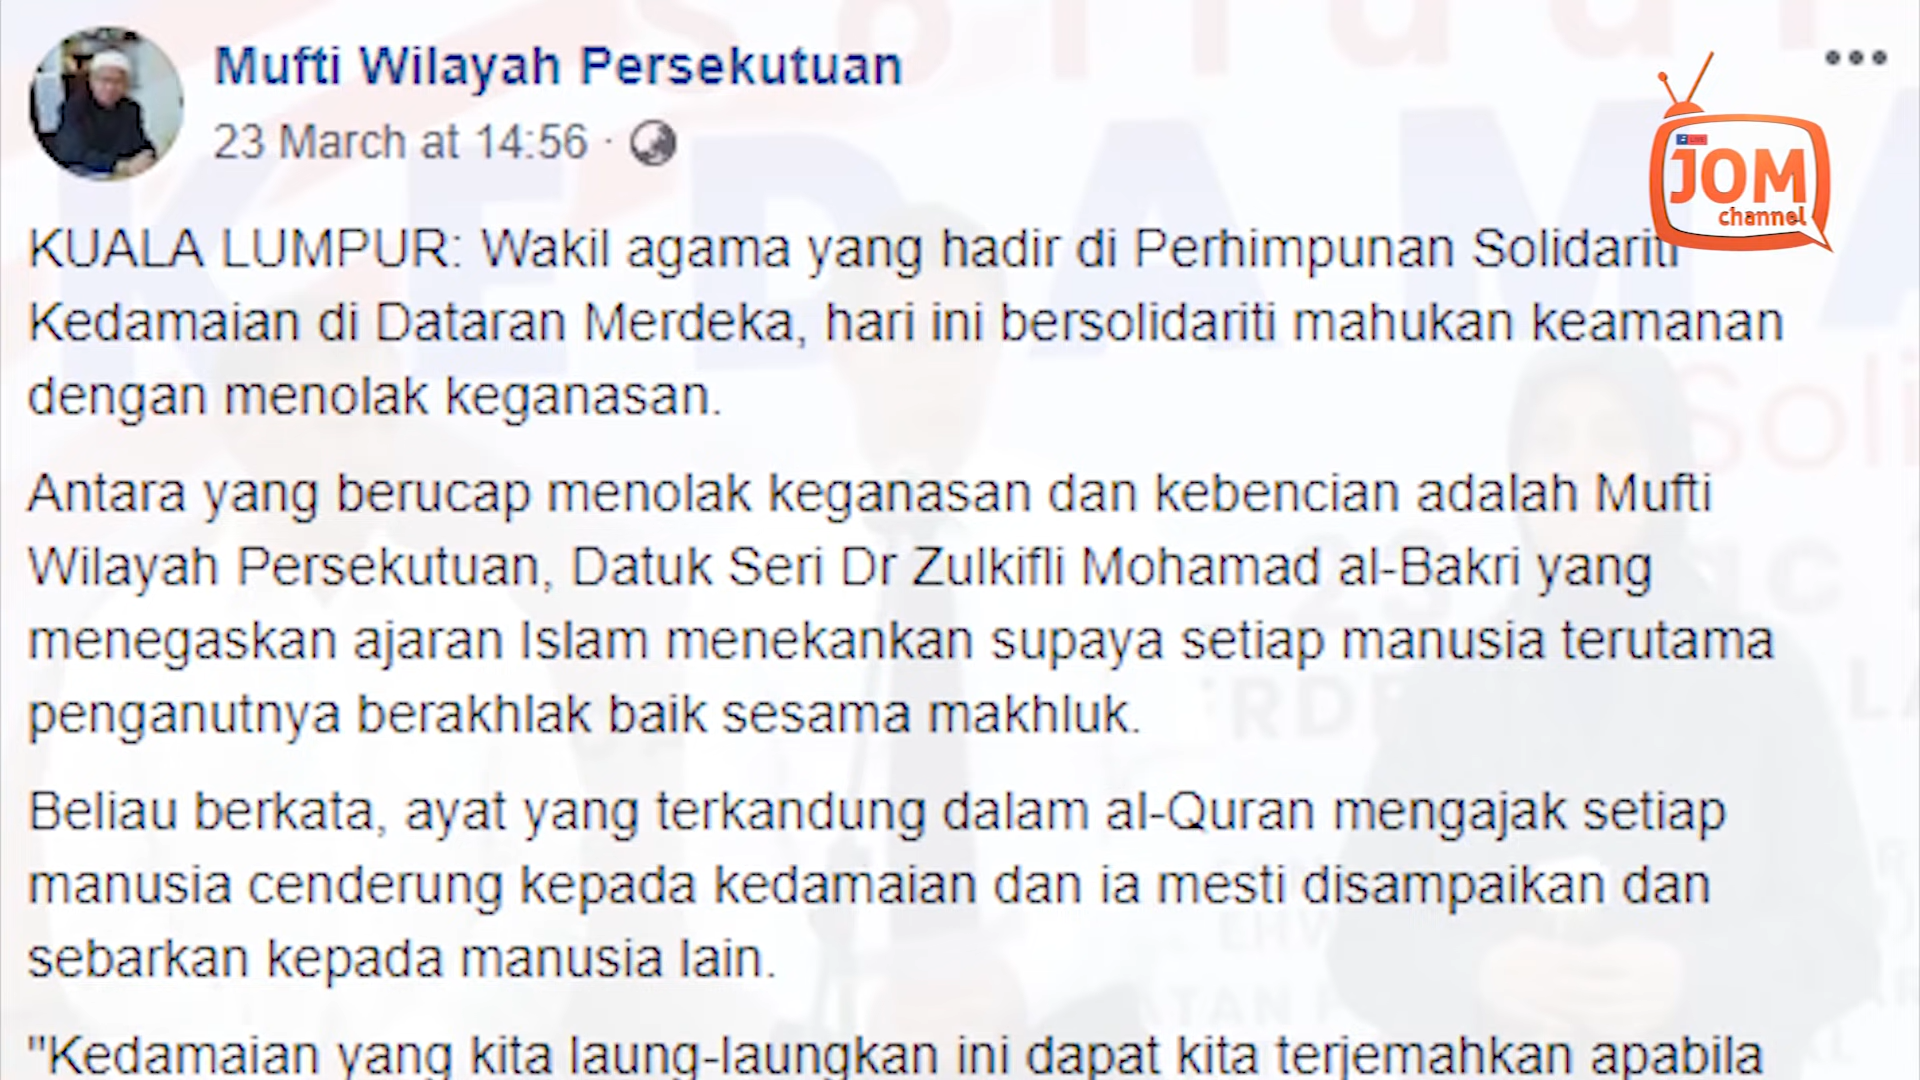 Mufti Wilayah Persekutuan
23 March at 14:56 ·
JOM
channel
KUALA LUMPUR: Wakil agama yang hadir di Perhimpunan Solidariti
Kedamaian di Dataran Merdeka, hari ini bersolidariti mahukan keamanan
dengan menolak keganasan.
Antara yang berucap menolak keganasan dan kebencian adalah Mufti
Wilayah Persekutuan, Datuk Seri Dr Zulkifli Mohamad al-Bakri yang
menegaskan ajaran Islam menekankan supaya setiap manusia terutama
penganutnya berakhlak baik sesama makhluk.
Beliau berkata, ayat yang terkandung dalam al-Quran mengajak setiap
manusia cenderung kepada kedamaian dan ia mesti disampaikan dan
sebarkan kepada manusia lain.
"Kedamaian yang kita laung-laungkan ini dapat kita terjemahkan apabila